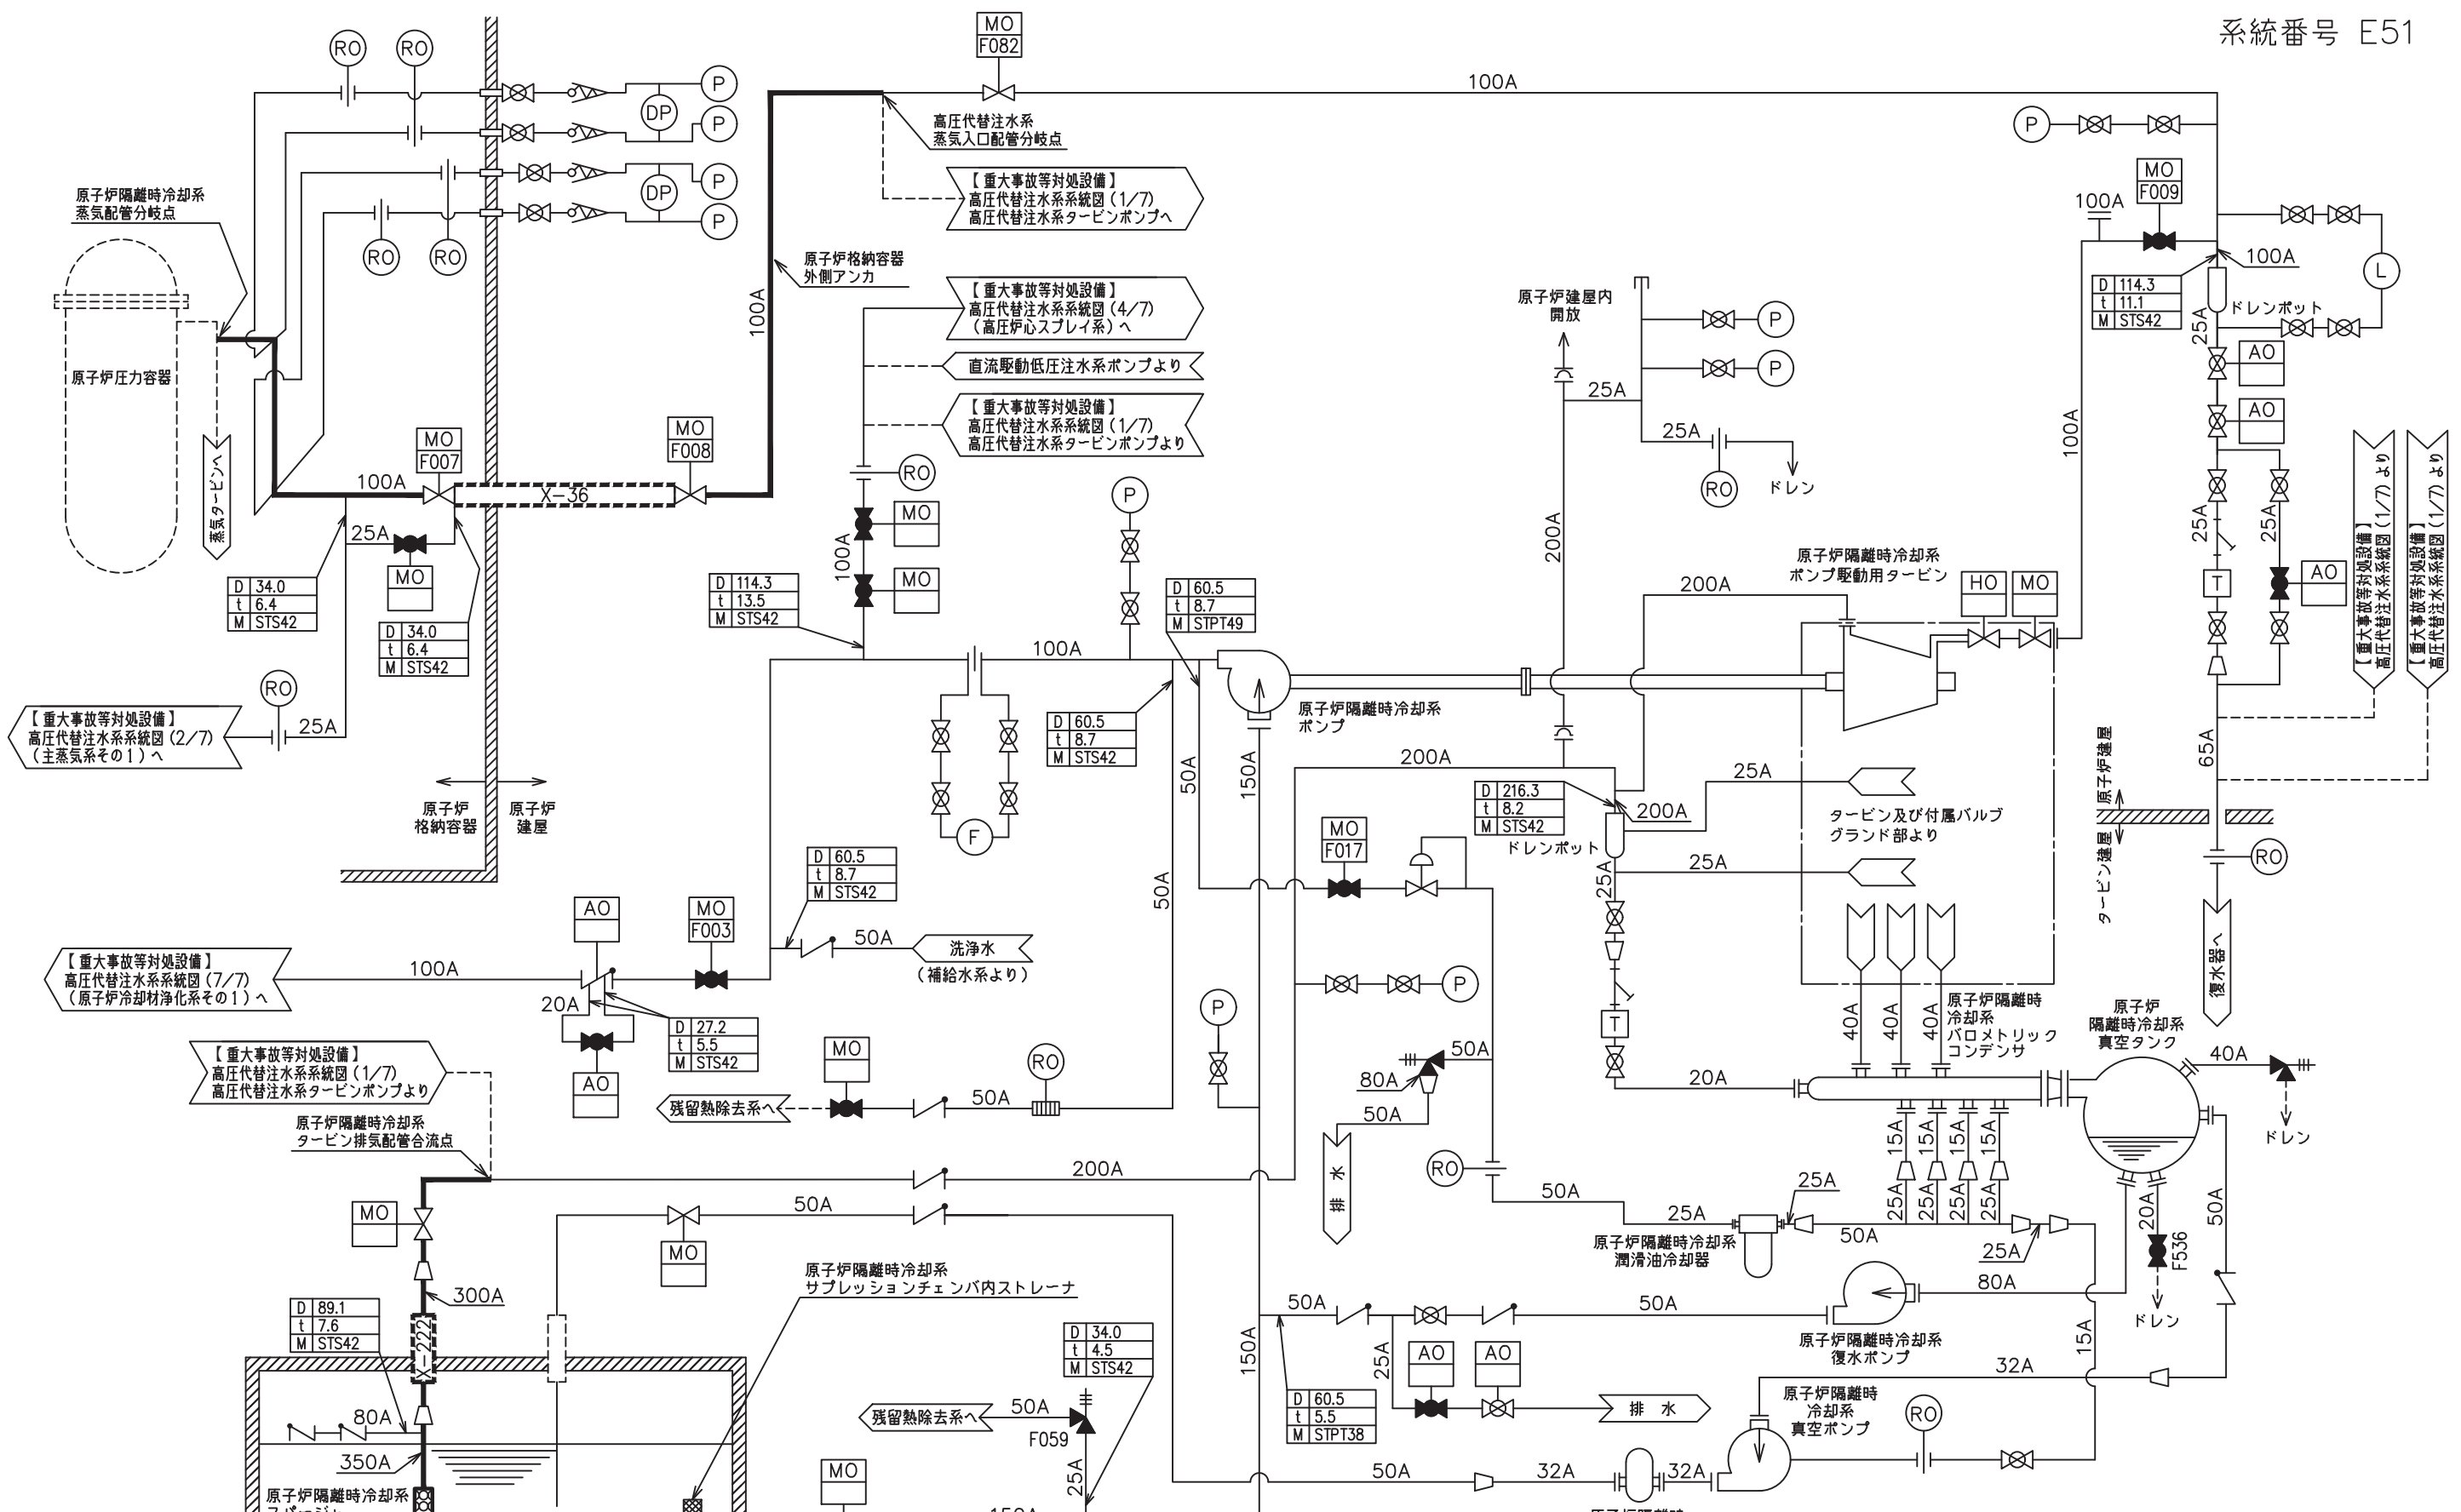 系統番号 E51
RO
RO
P
DP
P
P
DP
P
RO
RO
MO
F082
100A
高圧代替注水系
蒸気入口配管分岐点
【重大事故等対処設備】
高圧代替注水系系統図(1/7)
高圧代替注水系タービンポンプへ
原子炉隔離時冷却系
蒸気配管分岐点
原子炉圧力容器
蒸気タービンへ
原子炉格納容器
外側アンカ
100A
【重大事故等対処設備】
高圧代替注水系系統図(4/7)
(高圧炉心スプレイ系)へ
直流駆動低圧注水系ポンプより
【重大事故等対処設備】
高圧代替注水系系統図(1/7)
高圧代替注水系タービンポンプより
RO
MO
MO
100A
P
MO
F007
MO
F008
100A
X-36
25A
MO
D 34.0
t 6.4
M STS42
D 34.0
t 6.4
M STS42
RO
25A
【重大事故等対処設備】
高圧代替注水系系統図(2/7)
(主蒸気系その1)へ
原子炉
格納容器
原子炉
建屋
D 114.3
t 13.5
M STS42
100A
F
D 60.5
t 8.7
M STPT49
D 60.5
t 8.7
M STS42
50A
150A
50A
原子炉隔離時冷却系
ポンプ
原子炉建屋内
開放
P
P
25A
25A
RO
ドレン
200A
200A
原子炉隔離時冷却系
ポンプ駆動用タービン
HO
MO
P
MO
F009
100A
100A
L
D 114.3
t 11.1
M STS42
ドレンポット
25A
AO
AO
100A
25A
25A
T
AO
【重大事故等対処設備】
高圧代替注水系系統図(1/7)より
【重大事故等対処設備】
高圧代替注水系系統図(1/7)より
65A
原子炉建屋
タービン建屋
RO
復水器へ
200A
D 216.3
t 8.2
M STS42
200A
ドレンポット
25A
25A
25A
タービン及び付属バルブ
グランド部より
MO
F017
P
T
20A
40A
40A
40A
原子炉隔離時
冷却系
バロメトリック
コンデンサ
原子炉
隔離時冷却系
真空タンク
40A
ドレン
15A
15A
15A
15A
25A
25A
25A
25A
50A
20A
F536
ドレン
D 60.5
t 8.7
M STS42
50A
洗浄水
(補給水系より)
AO
MO
F003
【重大事故等対処設備】
高圧代替注水系系統図(7/7)
(原子炉冷却材浄化系その1)へ
100A
20A
AO
D 27.2
t 5.5
M STS42
【重大事故等対処設備】
高圧代替注水系系統図(1/7)
高圧代替注水系タービンポンプより
原子炉隔離時冷却系
タービン排気配管合流点
残留熱除去系へ
MO
50A
RO
P
200A
50A
80A
50A
排 水
RO
50A
25A
25A
50A
25A
原子炉隔離時冷却系
潤滑油冷却器
80A
原子炉隔離時冷却系
復水ポンプ
15A
32A
原子炉隔離時
冷却系
真空ポンプ
RO
MO
MO
50A
300A
D 89.1
t 7.6
M STS42
X-222
80A
350A
原子炉隔離時冷却系
原子炉隔離時冷却系
サプレッションチェンバ内ストレーナ
D 34.0
t 4.5
M STS42
残留熱除去系へ
50A
F059
25A
MO
150A
150A
50A
50A
25A
AO
AO
排 水
D 60.5
t 5.5
M STPT38
50A
32A
32A